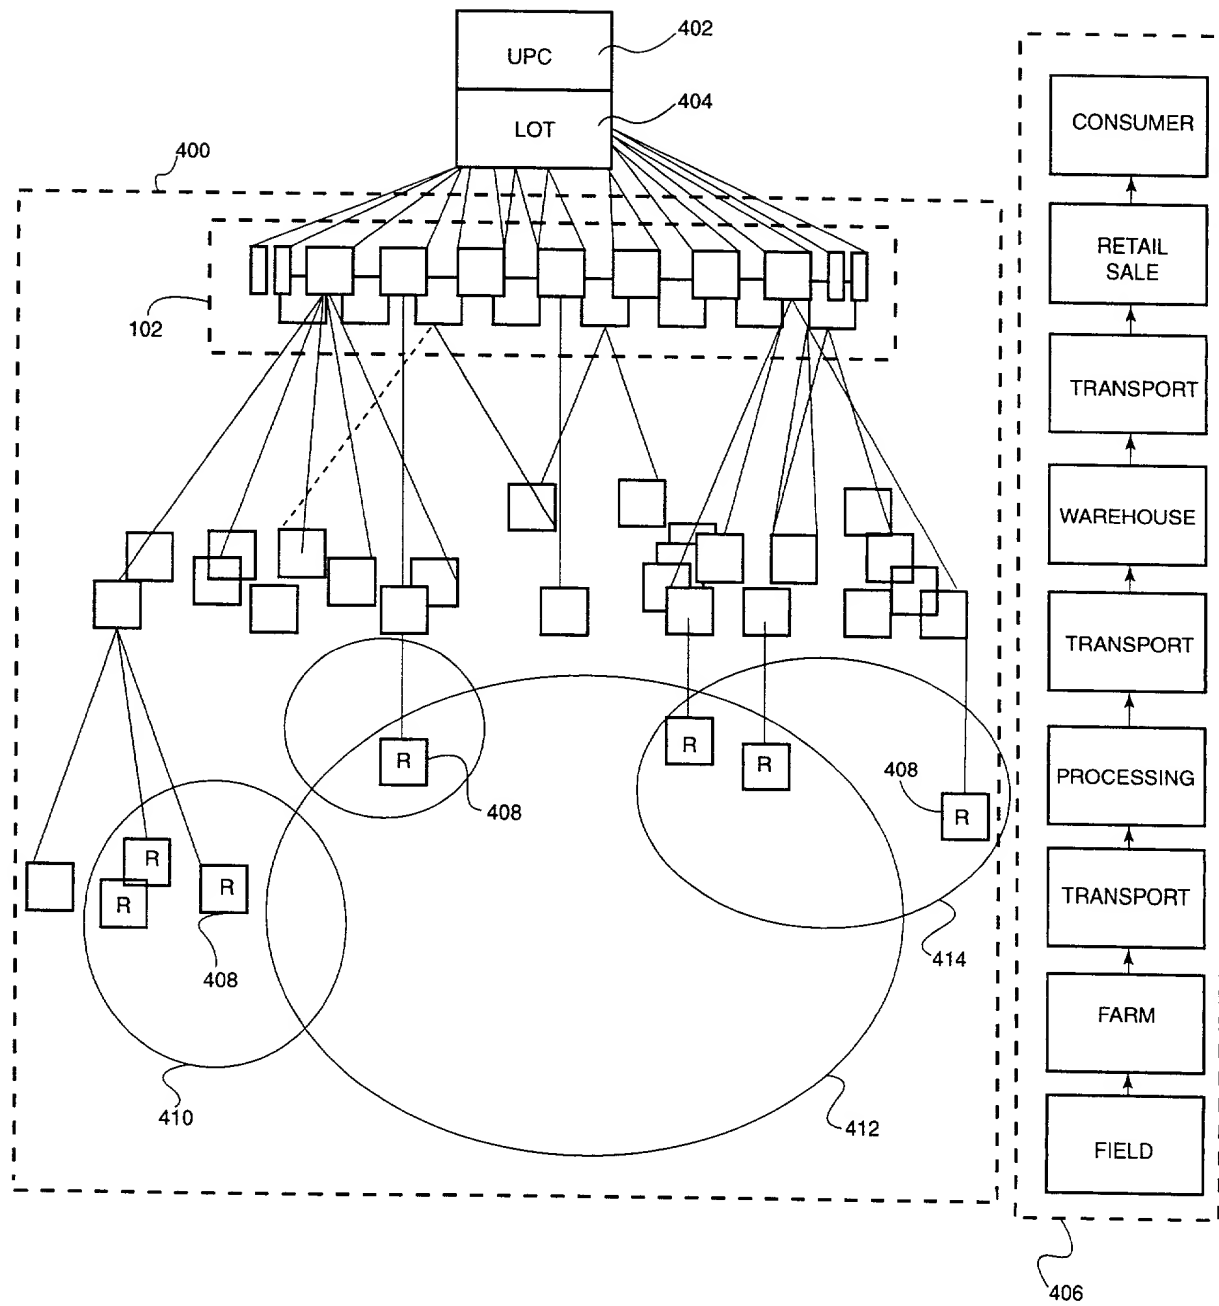 UPC
402
LOT
404
400
102
R
R
R
R
408
408
R
R
R
408
414
410
412
CONSUMER
RETAIL
SALE
TRANSPORT
WAREHOUSE
TRANSPORT
PROCESSING
TRANSPORT
FARM
FIELD
406